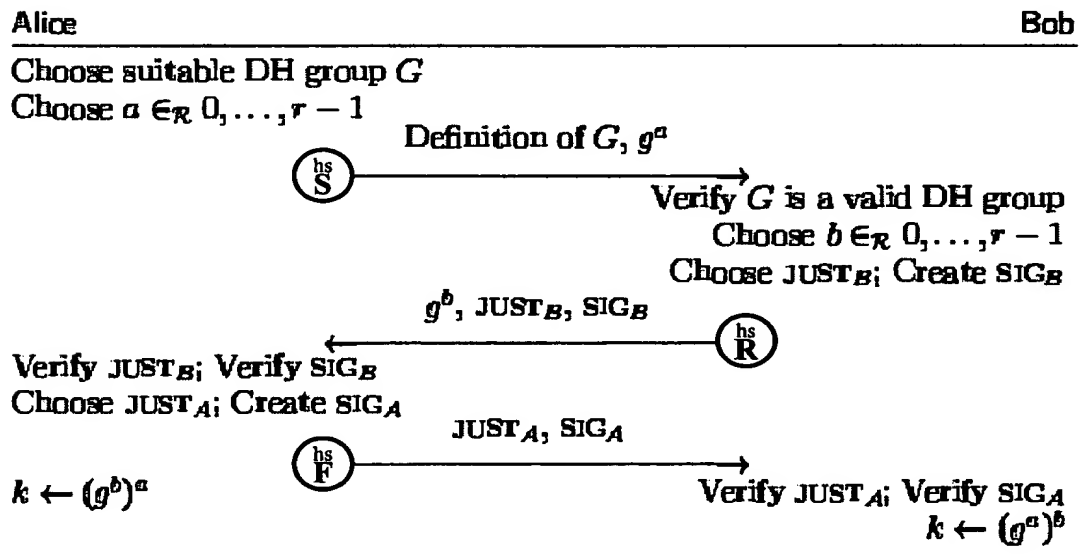 Alice Bob
Choose suitable DH group G
Choose a ∈ᵣ 0, . . . , r − 1
Definition of G, gᵃ
hs
S
Verify G is a valid DH group
Choose b ∈ᵣ 0, . . . , r − 1
Choose JUST_B; Create SIG_B
g^b, JUST_B, SIG_B
hs
R
Verify JUST_B; Verify SIG_B
Choose JUST_A; Create SIG_A
JUST_A, SIG_A
hs
F
k ← (g^b)^a
Verify JUST_A; Verify SIG_A
k ← (g^a)^b